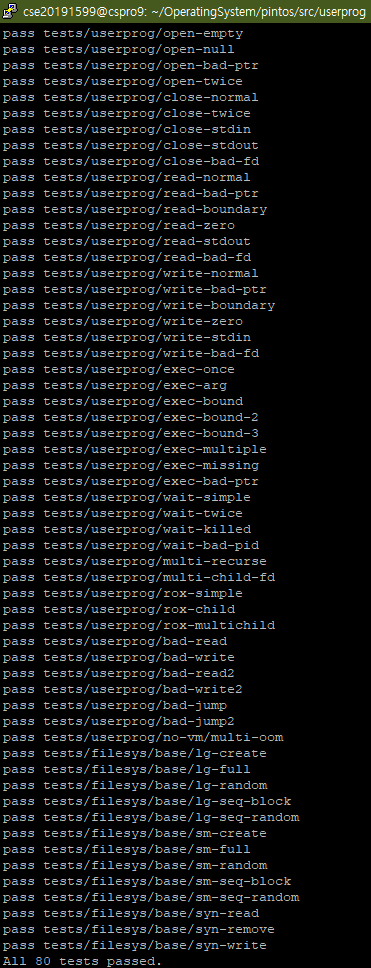 cse20191599@cspro9: ~/OperatingSystem/pintos/src/userprog
pass tests/userprog/open-empty
pass tests/userprog/open-null
pass tests/userprog/open-bad-ptr
pass tests/userprog/open-twice
pass tests/userprog/close-normal
pass tests/userprog/close-twice
pass tests/userprog/close-stdin
pass tests/userprog/close-stdout
pass tests/userprog/close-bad-fd
pass tests/userprog/read-normal
pass tests/userprog/read-bad-ptr
pass tests/userprog/read-boundary
pass tests/userprog/read-zero
pass tests/userprog/read-stdout
pass tests/userprog/read-bad-fd
pass tests/userprog/write-normal
pass tests/userprog/write-bad-ptr
pass tests/userprog/write-boundary
pass tests/userprog/write-zero
pass tests/userprog/write-stdin
pass tests/userprog/write-bad-fd
pass tests/userprog/exec-once
pass tests/userprog/exec-arg
pass tests/userprog/exec-bound
pass tests/userprog/exec-bound-2
pass tests/userprog/exec-bound-3
pass tests/userprog/exec-multiple
pass tests/userprog/exec-missing
pass tests/userprog/exec-bad-ptr
pass tests/userprog/wait-simple
pass tests/userprog/wait-twice
pass tests/userprog/wait-killed
pass tests/userprog/wait-bad-pid
pass tests/userprog/multi-recurse
pass tests/userprog/multi-child-fd
pass tests/userprog/rox-simple
pass tests/userprog/rox-child
pass tests/userprog/rox-multichild
pass tests/userprog/bad-read
pass tests/userprog/bad-write
pass tests/userprog/bad-read2
pass tests/userprog/bad-write2
pass tests/userprog/bad-jump
pass tests/userprog/bad-jump2
pass tests/userprog/no-vm/multi-oom
pass tests/filesys/base/lg-create
pass tests/filesys/base/lg-full
pass tests/filesys/base/lg-random
pass tests/filesys/base/lg-seq-block
pass tests/filesys/base/lg-seq-random
pass tests/filesys/base/sm-create
pass tests/filesys/base/sm-full
pass tests/filesys/base/sm-random
pass tests/filesys/base/sm-seq-block
pass tests/filesys/base/sm-seq-random
pass tests/filesys/base/syn-read
pass tests/filesys/base/syn-remove
pass tests/filesys/base/syn-write
All 80 tests passed.